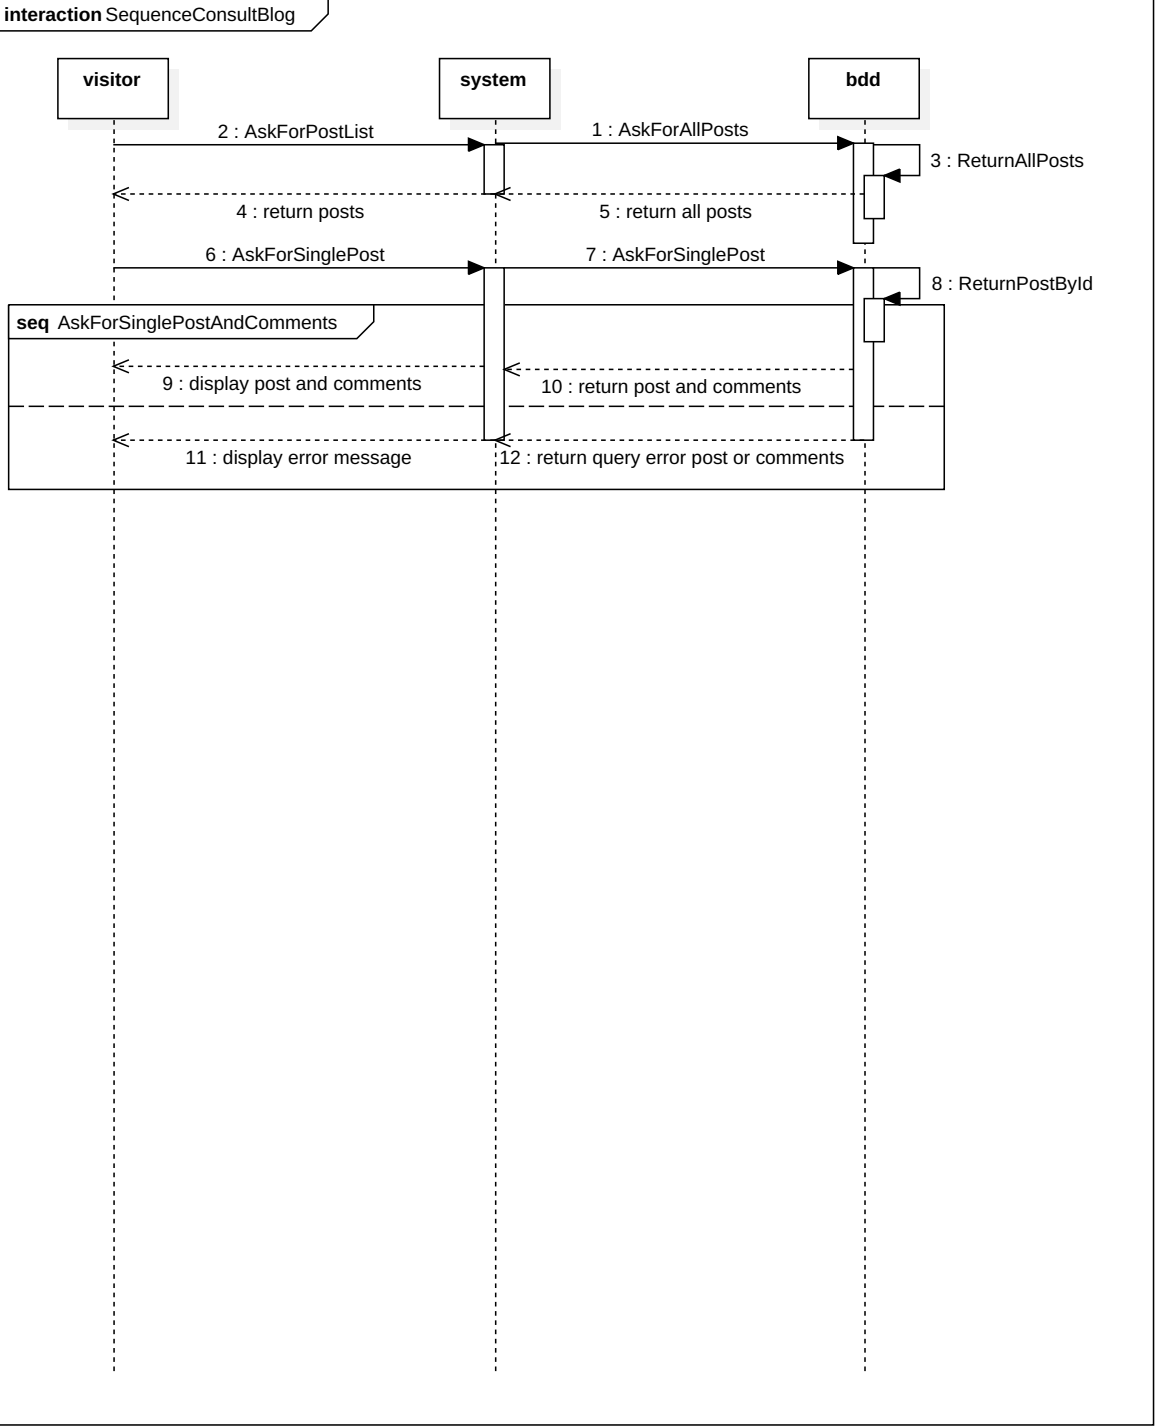 interaction SequenceConsultBlog
visitor
system
bdd
2 : AskForPostList
1 : AskForAllPosts
3 : ReturnAllPosts
4 : return posts
5 : return all posts
6 : AskForSinglePost
7 : AskForSinglePost
8 : ReturnPostById
seq AskForSinglePostAndComments
9 : display post and comments
10 : return post and comments
11 : display error message
12 : return query error post or comments